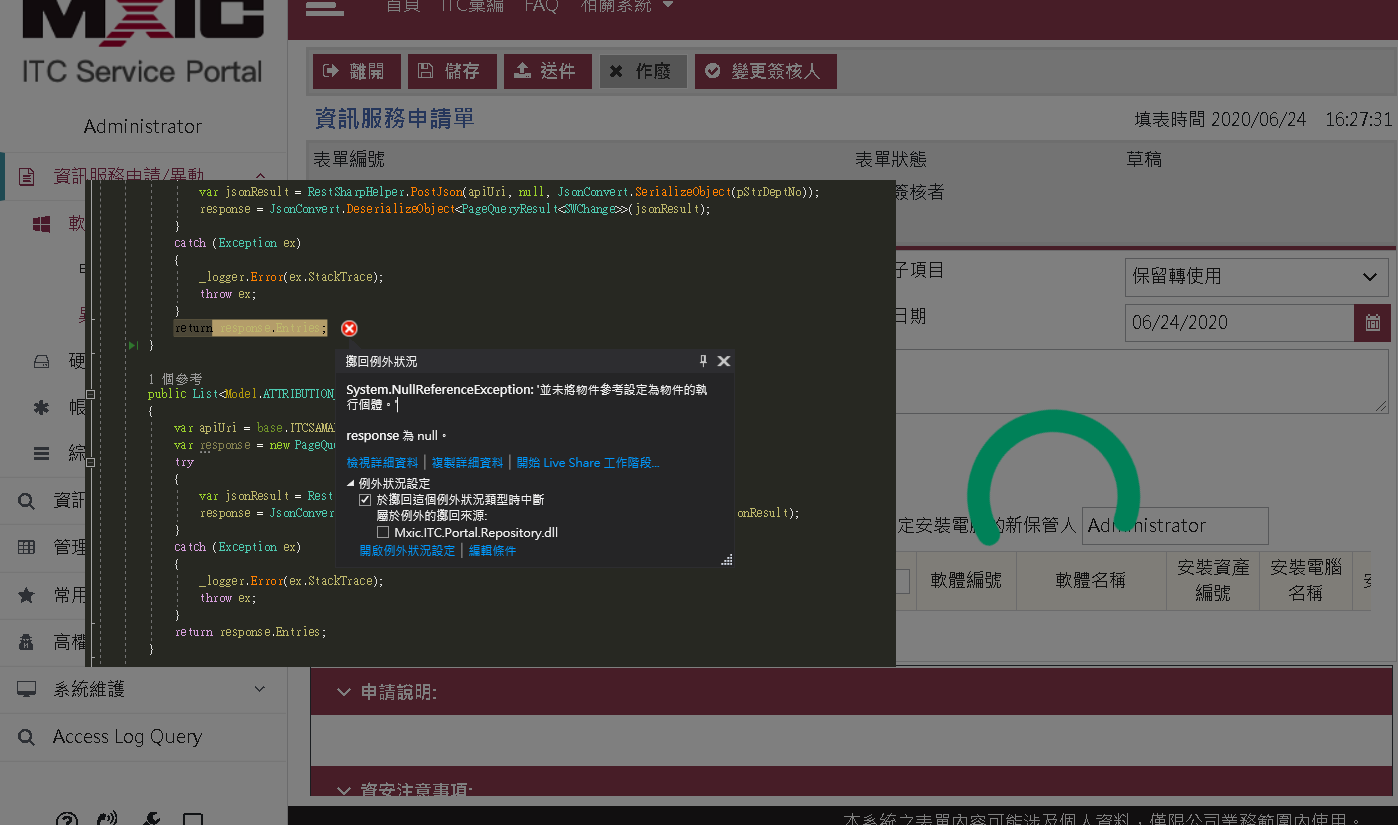 首頁 ITC彙編 FAQ 相關系統
MXIC
ITC Service Portal
Administrator
離開 儲存 送件 作廢 變更簽核人
資訊服務申請單
填表時間 2020/06/24 16:27:31
表單編號
表單狀態
草稿
簽核者
資訊服務申請/異動
軟
硬
帳
綜
資訊
管理
常用
高權
系統維護
Access Log Query
var jsonResult = RestSharpHelper.PostJson(apiUri, null, JsonConvert.SerializeObject(pStrDeptNo));
response = JsonConvert.DeserializeObject<PageQueryResult<SWChange>>(jsonResult);
}
catch (Exception ex)
{
_logger.Error(ex.StackTrace);
throw ex;
}
return response.Entries;
}
1 個參考
public List<Model.ATTRIBUTION
{
var apiUri = base.ITCSAMA
var response = new PageQu
try
{
var jsonResult = Rest
response = JsonConver
onResult);
}
catch (Exception ex)
{
_logger.Error(ex.StackTrace);
throw ex;
}
return response.Entries;
}
擲回例外狀況
System.NullReferenceException: '並未將物件參考設定為物件的執
行個體。'
response 為 null。
檢視詳細資料 | 複製詳細資料 | 開始 Live Share 工作階段...
例外狀況設定
於擲回這個例外狀況類型時中斷
屬於例外的擲回來源:
Mxic.ITC.Portal.Repository.dll
開啟例外狀況設定 | 編輯條件
子項目
保留轉使用
日期
06/24/2020
定安裝電腦的新保管人
Administrator
軟體編號
軟體名稱
安裝資產
編號
安裝電腦
名稱
申請說明:
資安注意事項:
本系統之表單內容可能涉及個人資料，僅限公司業務範圍內使用。